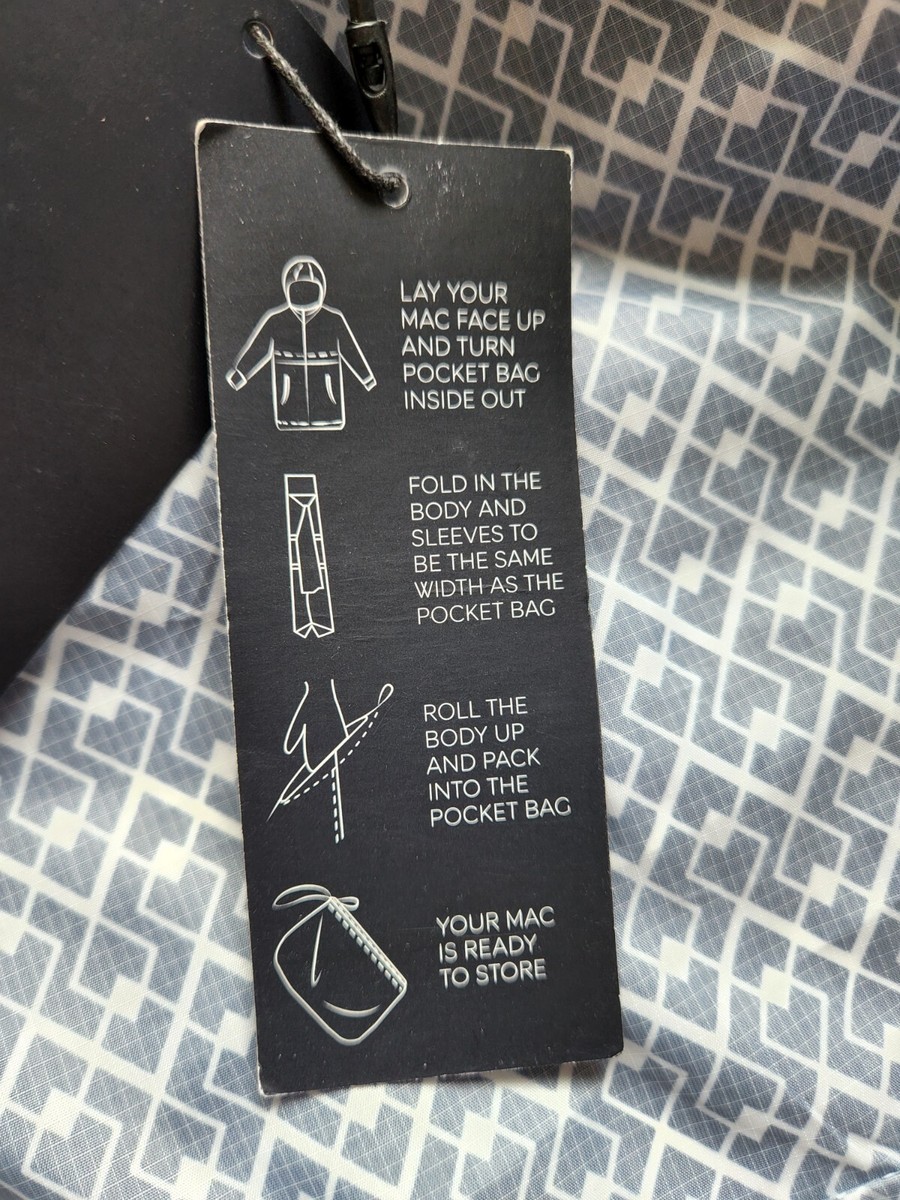 LAY YOUR
MAC FACE UP
AND TURN
POCKET BAG
INSIDE OUT
FOLD IN THE
BODY AND
SLEEVES TO
BE THE SAME
WIDTH AS THE
POCKET BAG
ROLL THE
BODY UP
AND PACK
INTO THE
POCKET BAG
YOUR MAC
IS READY
TO STORE